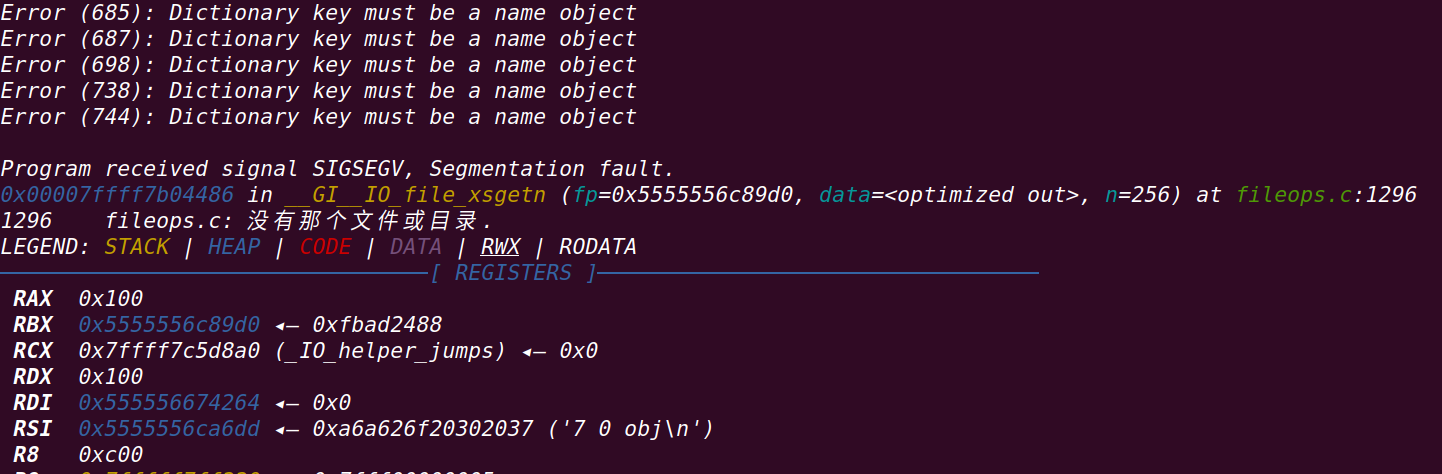 Error (685): Dictionary key must be a name object
Error (687): Dictionary key must be a name object
Error (698): Dictionary key must be a name object
Error (738): Dictionary key must be a name object
Error (744): Dictionary key must be a name object
Program received signal SIGSEGV, Segmentation fault.
0x00007ffff7b04486 in __GI__IO_file_xsgetn (fp=0x5555556c89d0, data=<optimized out>, n=256) at fileops.c:1296
1296 fileops.c: 没有那个文件或目录.
LEGEND: STACK | HEAP | CODE | DATA | RWX | RODATA
[ REGISTERS ]
RAX 0x100
RBX 0x5555556c89d0 ◂— 0xfbad2488
RCX 0x7ffff7c5d8a0 (_IO_helper_jumps) ◂— 0x0
RDX 0x100
RDI 0x555556674264 ◂— 0x0
RSI 0x5555556ca6dd ◂— 0xa6a626f20302037 ('7 0 obj\n')
R8 0xc00